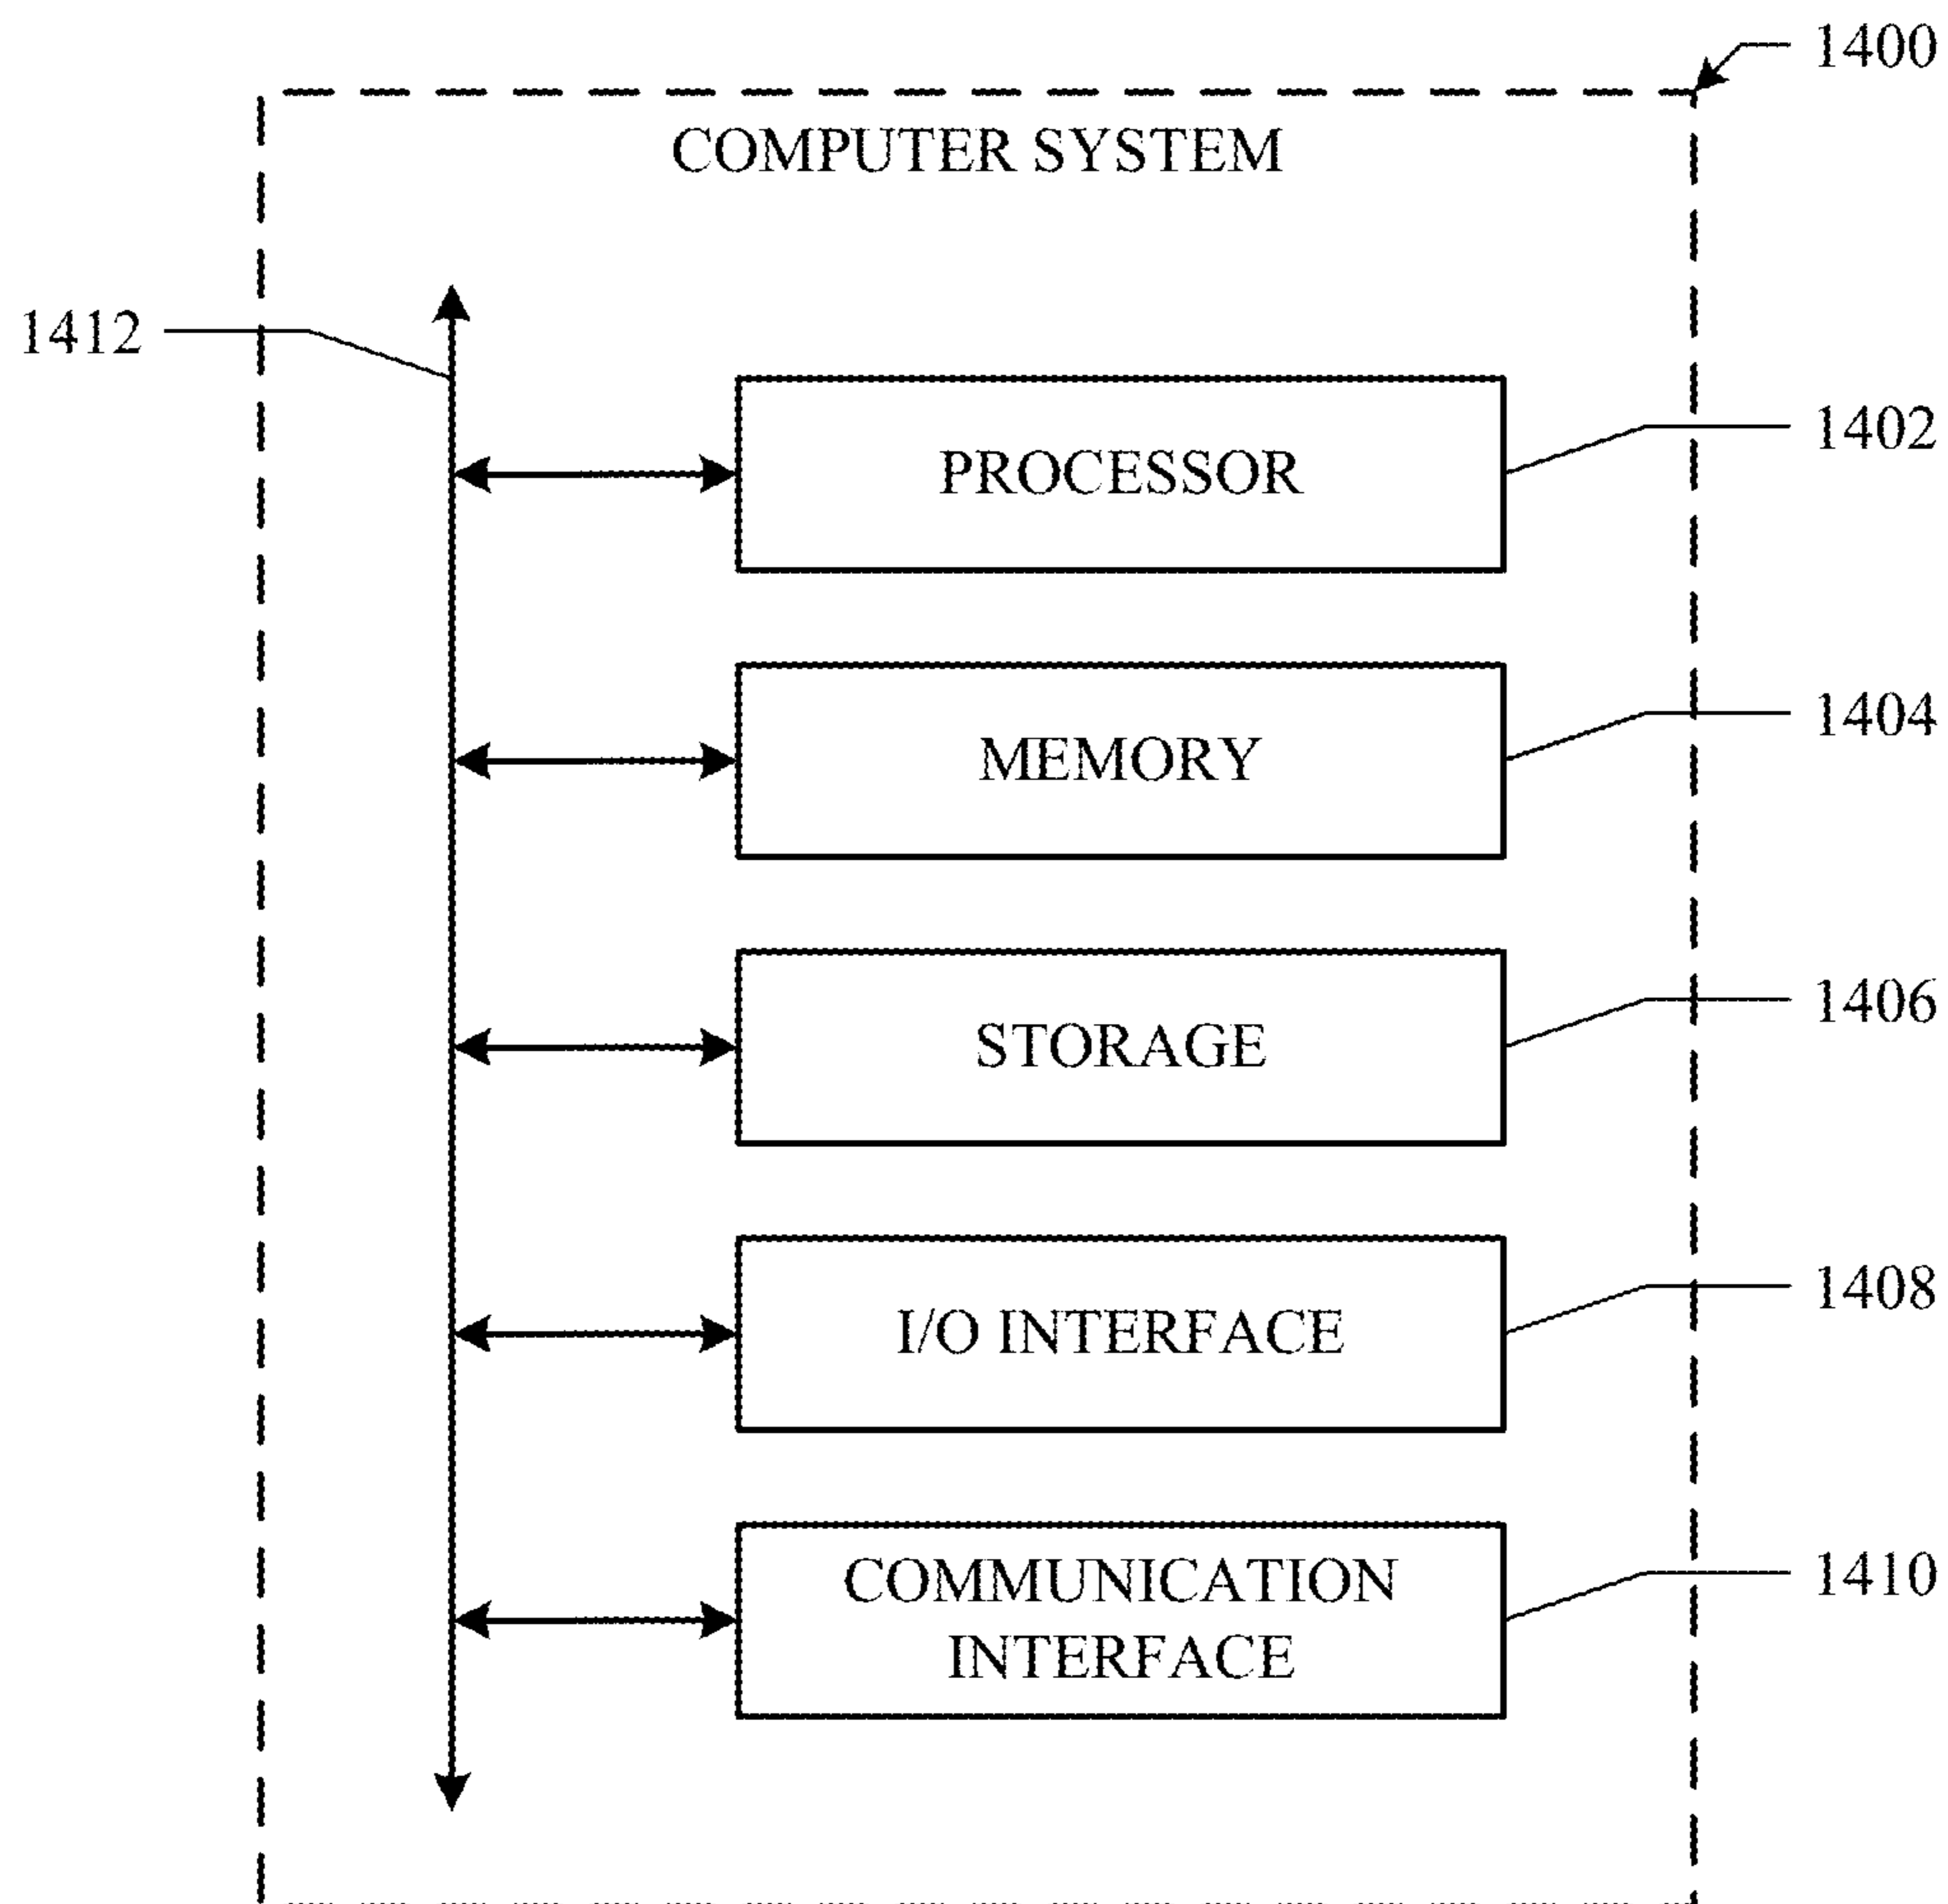 1400
COMPUTER SYSTEM
1412
1402
PROCESSOR
1404
MEMORY
1406
STORAGE
1408
I/O INTERFACE
1410
COMMUNICATION
INTERFACE